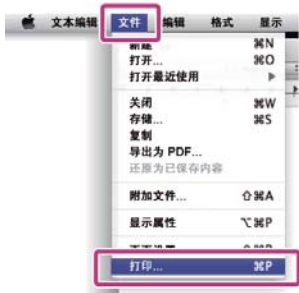 文本编辑 文件 编辑 格式 显示
新建 ⌘N
打开... ⌘O
打开最近使用 ▶
关闭 ⌘W
存储... ⌘S
复制
导出为 PDF...
还原为已保存内容
附加文件... ⇧⌘A
显示属性 ⌥⌘P
打印... ⌘P